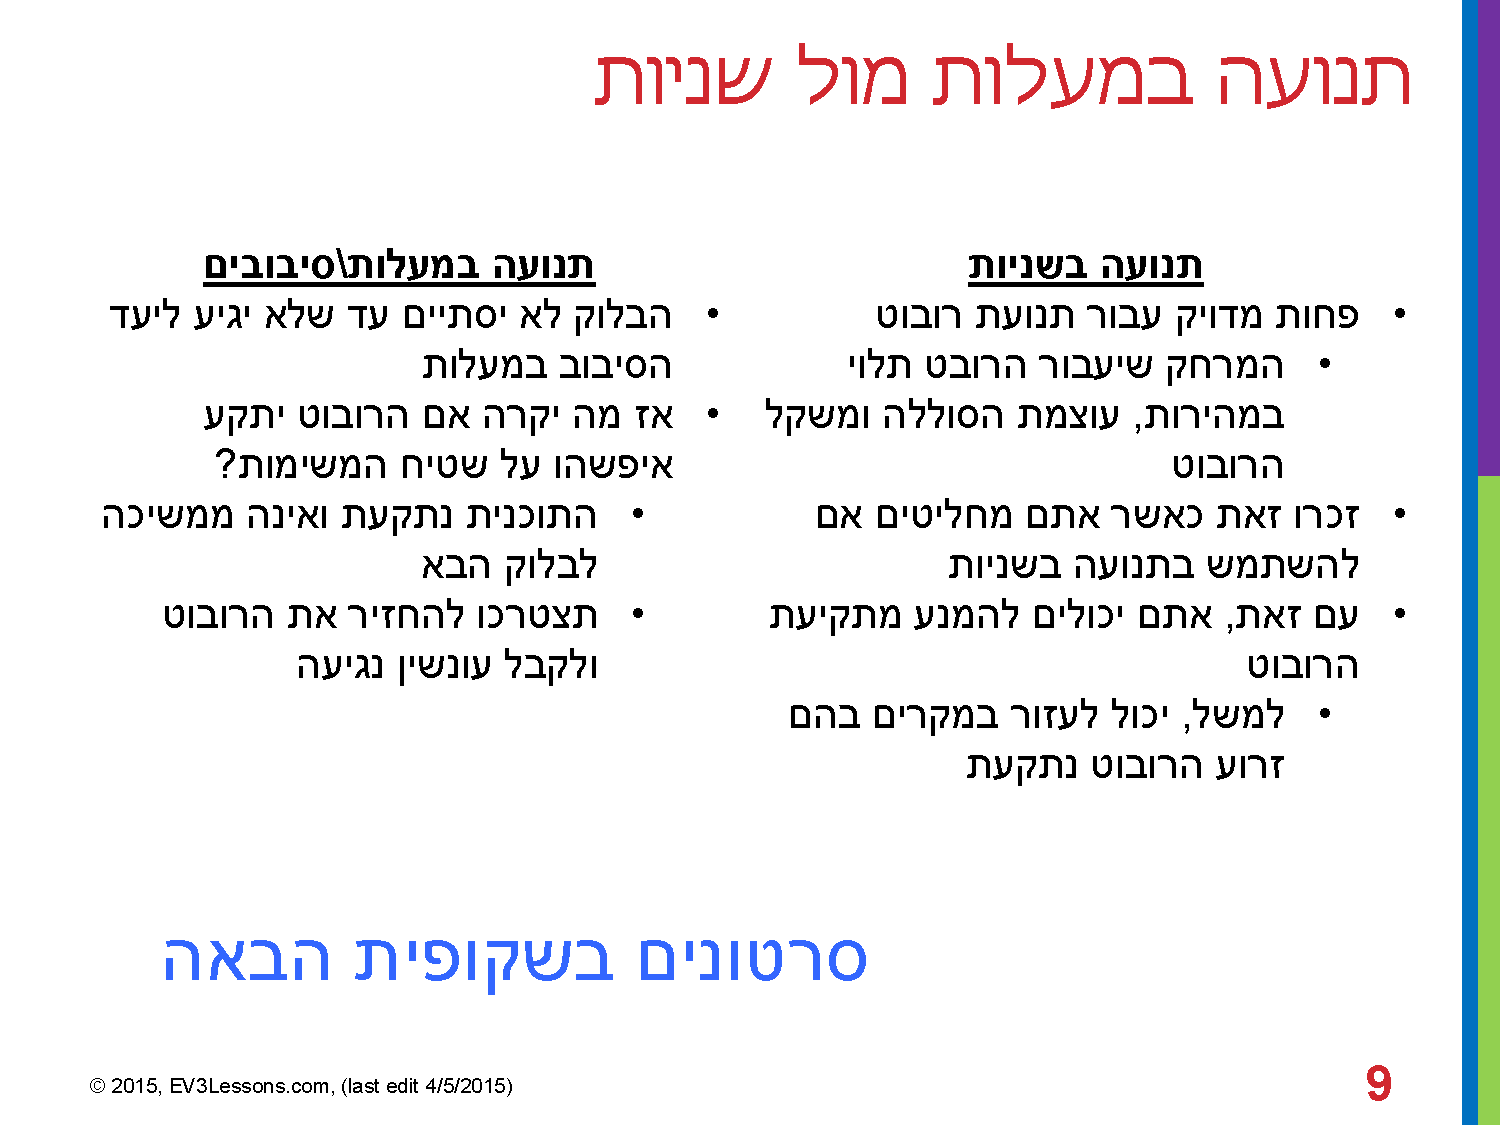 תנועה במעלות מול שניות
תנועה בשניות
• פחות מדויק עבור תנועת רובוט
• המרחק שיעבור הרובט תלוי
במהירות, עוצמת הסוללה ומשקל
הרובוט
• זכרו זאת כאשר אתם מחליטים אם
להשתמש בתנועה בשניות
• עם זאת, אתם יכולים למנוע מתקיעת
הרובוט
• למשל, יכול לעזור במקרים בהם
זרוע הרובוט נתקעת
תנועה במעלות\סיבובים
• הבלוק לא יסתיים עד שלא יגיע ליעד
הסיבוב במעלות
• אז מה יקרה אם הרובוט יתקע
איפשהו על שטיח המשימות?
• התוכנית נתקעת ואינה ממשיכה
לבלוק הבא
• תצטרכו להחזיר את הרובוט
ולקבל עונשין נגיעה
סרטונים בשקופית הבאה
© 2015, EV3Lessons.com, (last edit 4/5/2015)
9